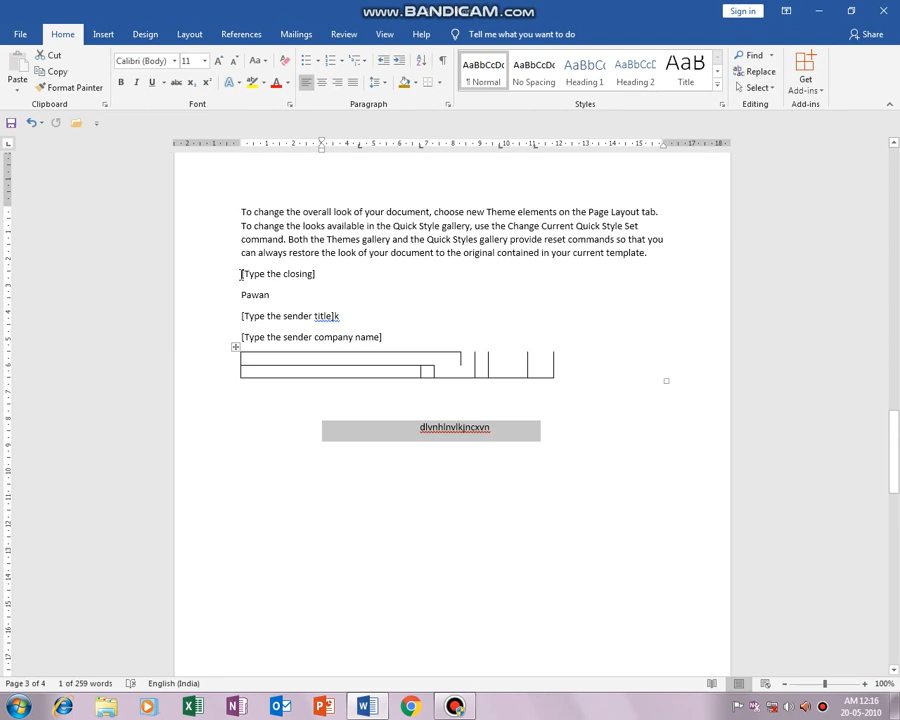 www.BANDICAM.com
Sign in
File Home Insert Design Layout References Mailings Review View Help Tell me what you want to do Share
Paste
Cut
Copy
Format Painter
Clipboard
Calibri (Body) 11
Font
Paragraph
AaBbCcDc AaBbCcDc AaBbCc AaBbCcD AaB
¶ Normal No Spacing Heading 1 Heading 2 Title
Styles
Find
Replace
Select
Editing
Get
Add-ins
Add-ins
To change the overall look of your document, choose new Theme elements on the Page Layout tab.
To change the looks available in the Quick Style gallery, use the Change Current Quick Style Set
command. Both the Themes gallery and the Quick Styles gallery provide reset commands so that you
can always restore the look of your document to the original contained in your current template.
[Type the closing]
Pawan
[Type the sender title]k
[Type the sender company name]
dlvnhlnvlkjncxvn
Page 3 of 4 1 of 259 words English (India) 100%
AM 12:16
20-05-2010